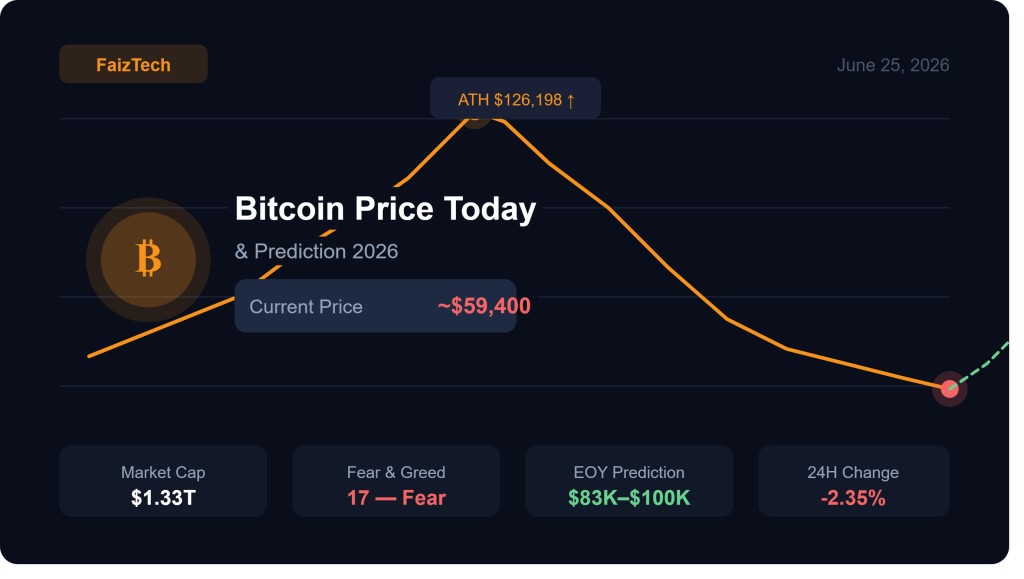 FaizTech
June 25, 2026
ATH $126,198 ↑
₿
Bitcoin Price Today
& Prediction 2026
Current Price ~$59,400
Market Cap
$1.33T
Fear & Greed
17 — Fear
EOY Prediction
$83K–$100K
24H Change
-2.35%